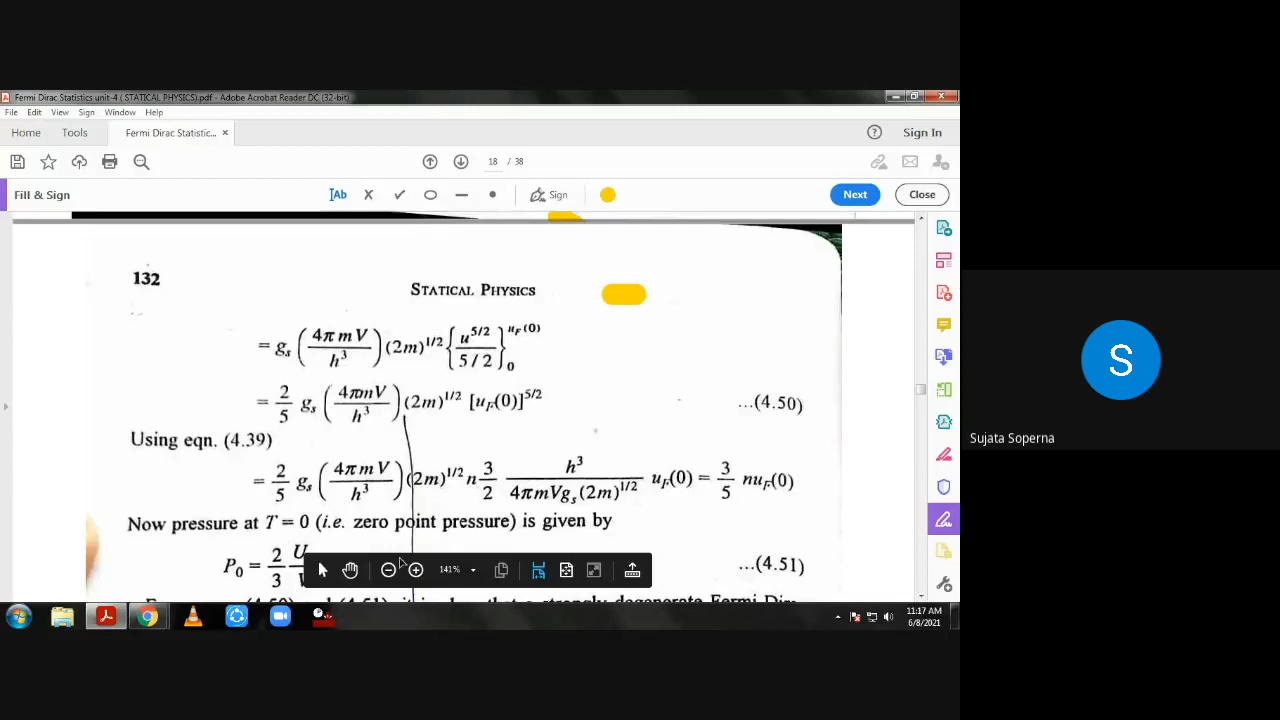 Fermi Dirac Statistics unit-4 ( STATICAL PHYSICS).pdf - Adobe Acrobat Reader DC (32-bit)
File Edit View Sign Window Help
Home Tools Fermi Dirac Statistic... × Sign In
18 / 38
Fill & Sign Ab Sign Next Close
132
STATICAL PHYSICS
= g_s (4π m V / h³) (2m)^{1/2} {u^{5/2} / 5/2}_0^{u_F(0)}
= 2/5 g_s (4πmV / h³) (2m)^{1/2} [u_F(0)]^{5/2} ...(4.50)
Using eqn. (4.39)
= 2/5 g_s (4π m V / h³) (2m)^{1/2} n 3/2 h³ / 4πmVg_s (2m)^{1/2} u_F(0) = 3/5 nu_F(0)
Now pressure at T = 0 (i.e. zero point pressure) is given by
P_0 = 2/3 U ...(4.51)
141%
Sujata Soperna
S
11:17 AM
6/8/2021